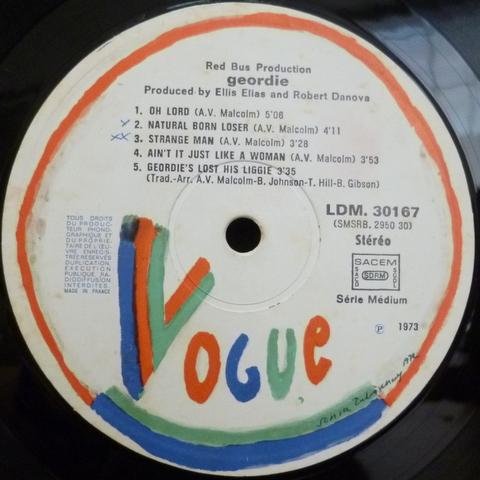 Red Bus Production
geordie
Produced by Ellis Elias and Robert Danova
1. OH LORD (A.V. Malcolm) 5'06
2. NATURAL BORN LOSER (A.V. Malcolm) 4'11
3. STRANGE MAN (A.V. Malcolm) 3'28
4. AIN'T IT JUST LIKE A WOMAN (A.V. Malcolm) 3'53
5. GEORDIE'S LOST HIS LIGGIE 3'35
(Trad.-Arr. A.V. Malcolm-B. Johnson-T. Hill-B. Gibson)
LDM. 30167
(SMSRB. 2950 30)
Stéréo
TOUS DROITS
DU PRODUC-
TEUR PHONO-
GRAPHIQUE ET
DU PROPRIÉ-
TAIRE DE L'ŒU-
VRE ENREGIS-
TRÉE RÉSERVÉS
DUPLICATION,
EXÉCUTION
PUBLIQUE, RA-
DIODIFFUSION
INTERDITES.
MADE IN FRANCE
SACEM
SACD
SDRM
SGDL
Série Médium
℗ 1973
VOGUE